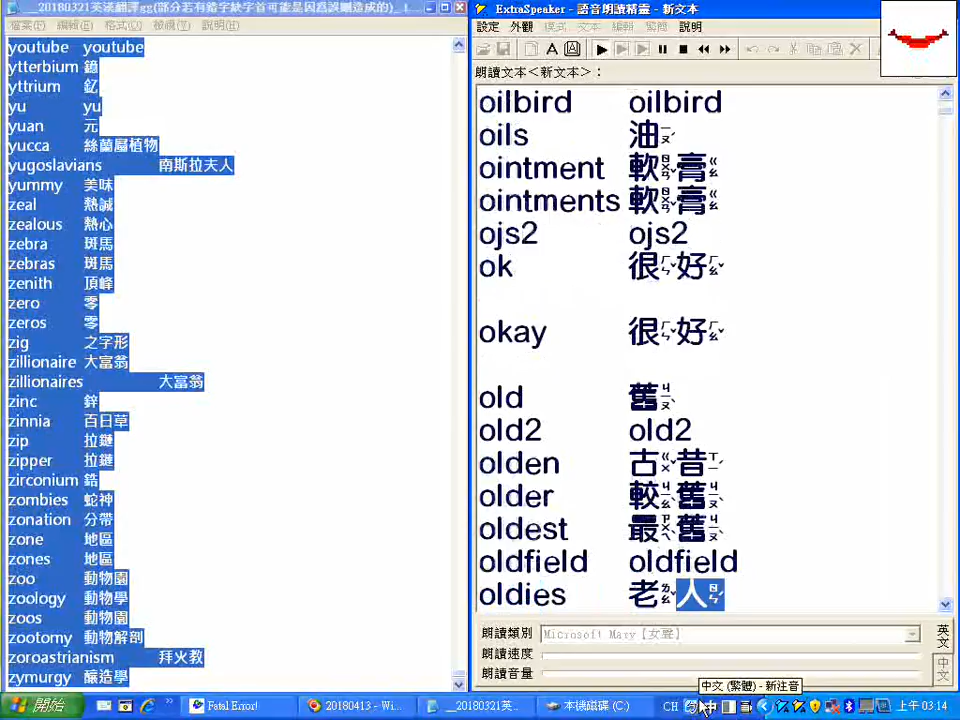 __20180321英漢翻譯gg(部分若有錯字缺字首可能是因為誤刪造成的)_
檔案(F) 編輯(E) 格式(O) 檢視(V) 說明(H)
youtube youtube
ytterbium 鐿
yttrium 釔
yu yu
yuan 元
yucca 絲蘭屬植物
yugoslavians 南斯拉夫人
yummy 美味
zeal 熱誠
zealous 熱心
zebra 斑馬
zebras 斑馬
zenith 頂峰
zero 零
zeros 零
zig 之字形
zillionaire 大富翁
zillionaires 大富翁
zinc 鋅
zinnia 百日草
zip 拉鏈
zipper 拉鏈
zirconium 鋯
zombies 蛇神
zonation 分帶
zone 地區
zones 地區
zoo 動物園
zoology 動物學
zoos 動物園
zootomy 動物解剖
zoroastrianism 拜火教
zymurgy 釀造學
ExtraSpeaker - 語音朗讀精靈 - 新文本
設定 外觀 模式 文本 編輯 繁簡 說明
朗讀文本<新文本>：
oilbird oilbird
oils 油
ointment 軟膏
ointments 軟膏
ojs2 ojs2
ok 很好
okay 很好
old 舊
old2 old2
olden 古昔
older 較舊
oldest 最舊
oldfield oldfield
oldies 老人
朗讀類別 Microsoft Mary【女聲】
朗讀速度
朗讀音量
英文
中文
中文 (繁體) - 新注音
開始 Fatal Error! 20180413 - Wi... __20180321英... 本機磁碟 (C:) CH 上午 03:14